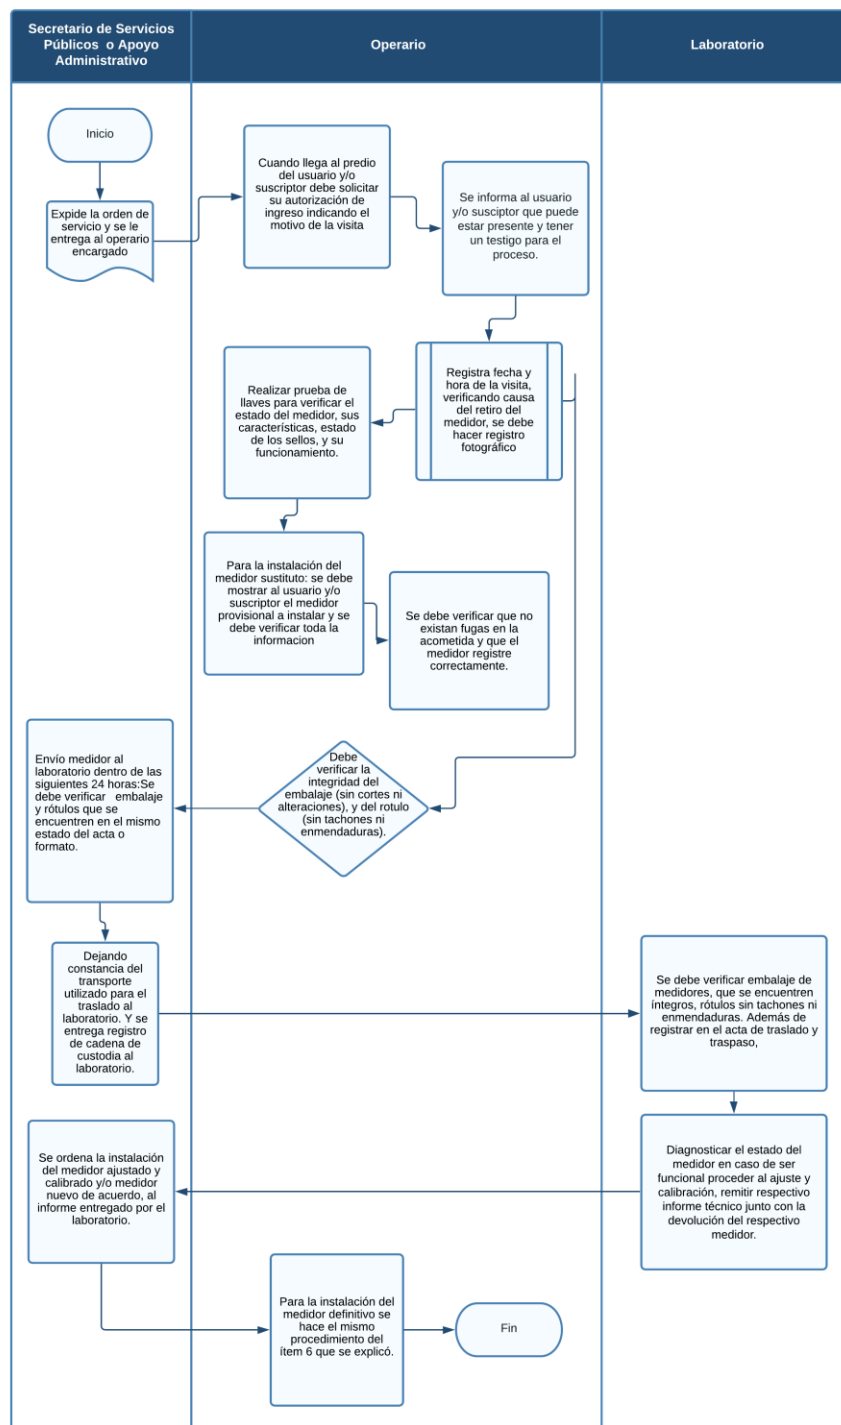 Secretario de Servicios
Públicos o Apoyo
Administrativo
Operario
Laboratorio
Inicio
Expide la orden de
servicio y se le
entrega al operario
encargado
Cuando llega al predio
del usuario y/o
suscriptor debe solicitar
su autorización de
ingreso indicando el
motivo de la visita
Se informa al usuario
y/o susciptor que puede
estar presente y tener
un testigo para el
proceso.
Registra fecha y
hora de la visita,
verificando causa
del retiro del
medidor, se debe
hacer registro
fotográfico
Realizar prueba de
llaves para verificar el
estado del medidor, sus
características, estado
de los sellos, y su
funcionamiento.
Para la instalación del
medidor sustituto: se debe
mostrar al usuario y/o
suscriptor el medidor
provisional a instalar y se
debe verificar toda la
informacion
Se debe verificar que no
existan fugas en la
acometida y que el
medidor registre
correctamente.
Debe
verificar la
integridad del
embalaje (sin cortes ni
alteraciones), y del rotulo
(sin tachones ni
enmendaduras).
Envío medidor al
laboratorio dentro de las
siguientes 24 horas:Se
debe verificar embalaje
y rótulos que se
encuentren en el mismo
estado del acta o
formato.
Dejando
constancia del
transporte
utilizado para el
traslado al
laboratorio. Y se
entrega registro
de cadena de
custodia al
laboratorio.
Se debe verificar embalaje de
medidores, que se encuentren
íntegros, rótulos sin tachones ni
enmendaduras. Además de
registrar en el acta de traslado y
traspaso,
Diagnosticar el estado del
medidor en caso de ser
funcional proceder al ajuste y
calibración, remitir respectivo
informe técnico junto con la
devolución del respectivo
medidor.
Se ordena la instalación
del medidor ajustado y
calibrado y/o medidor
nuevo de acuerdo, al
informe entregado por el
laboratorio.
Para la instalación del
medidor definitivo se
hace el mismo
procedimiento del
ítem 6 que se explicó.
Fin